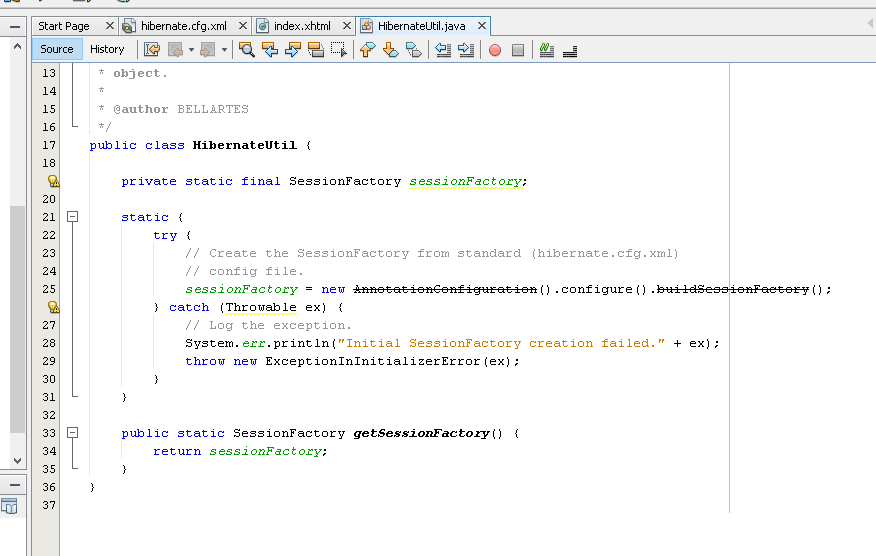 Start Page hibernate.cfg.xml index.xhtml HibernateUtil.java
Source History
13 * object.
14 *
15 * @author BELLARTES
16 */
17 public class HibernateUtil {
18
private static final SessionFactory sessionFactory;
20
21 static {
22 try {
23 // Create the SessionFactory from standard (hibernate.cfg.xml)
24 // config file.
25 sessionFactory = new AnnotationConfiguration().configure().buildSessionFactory();
} catch (Throwable ex) {
27 // Log the exception.
28 System.err.println("Initial SessionFactory creation failed." + ex);
29 throw new ExceptionInInitializerError(ex);
30 }
31 }
32
33 public static SessionFactory getSessionFactory() {
34 return sessionFactory;
35 }
36 }
37